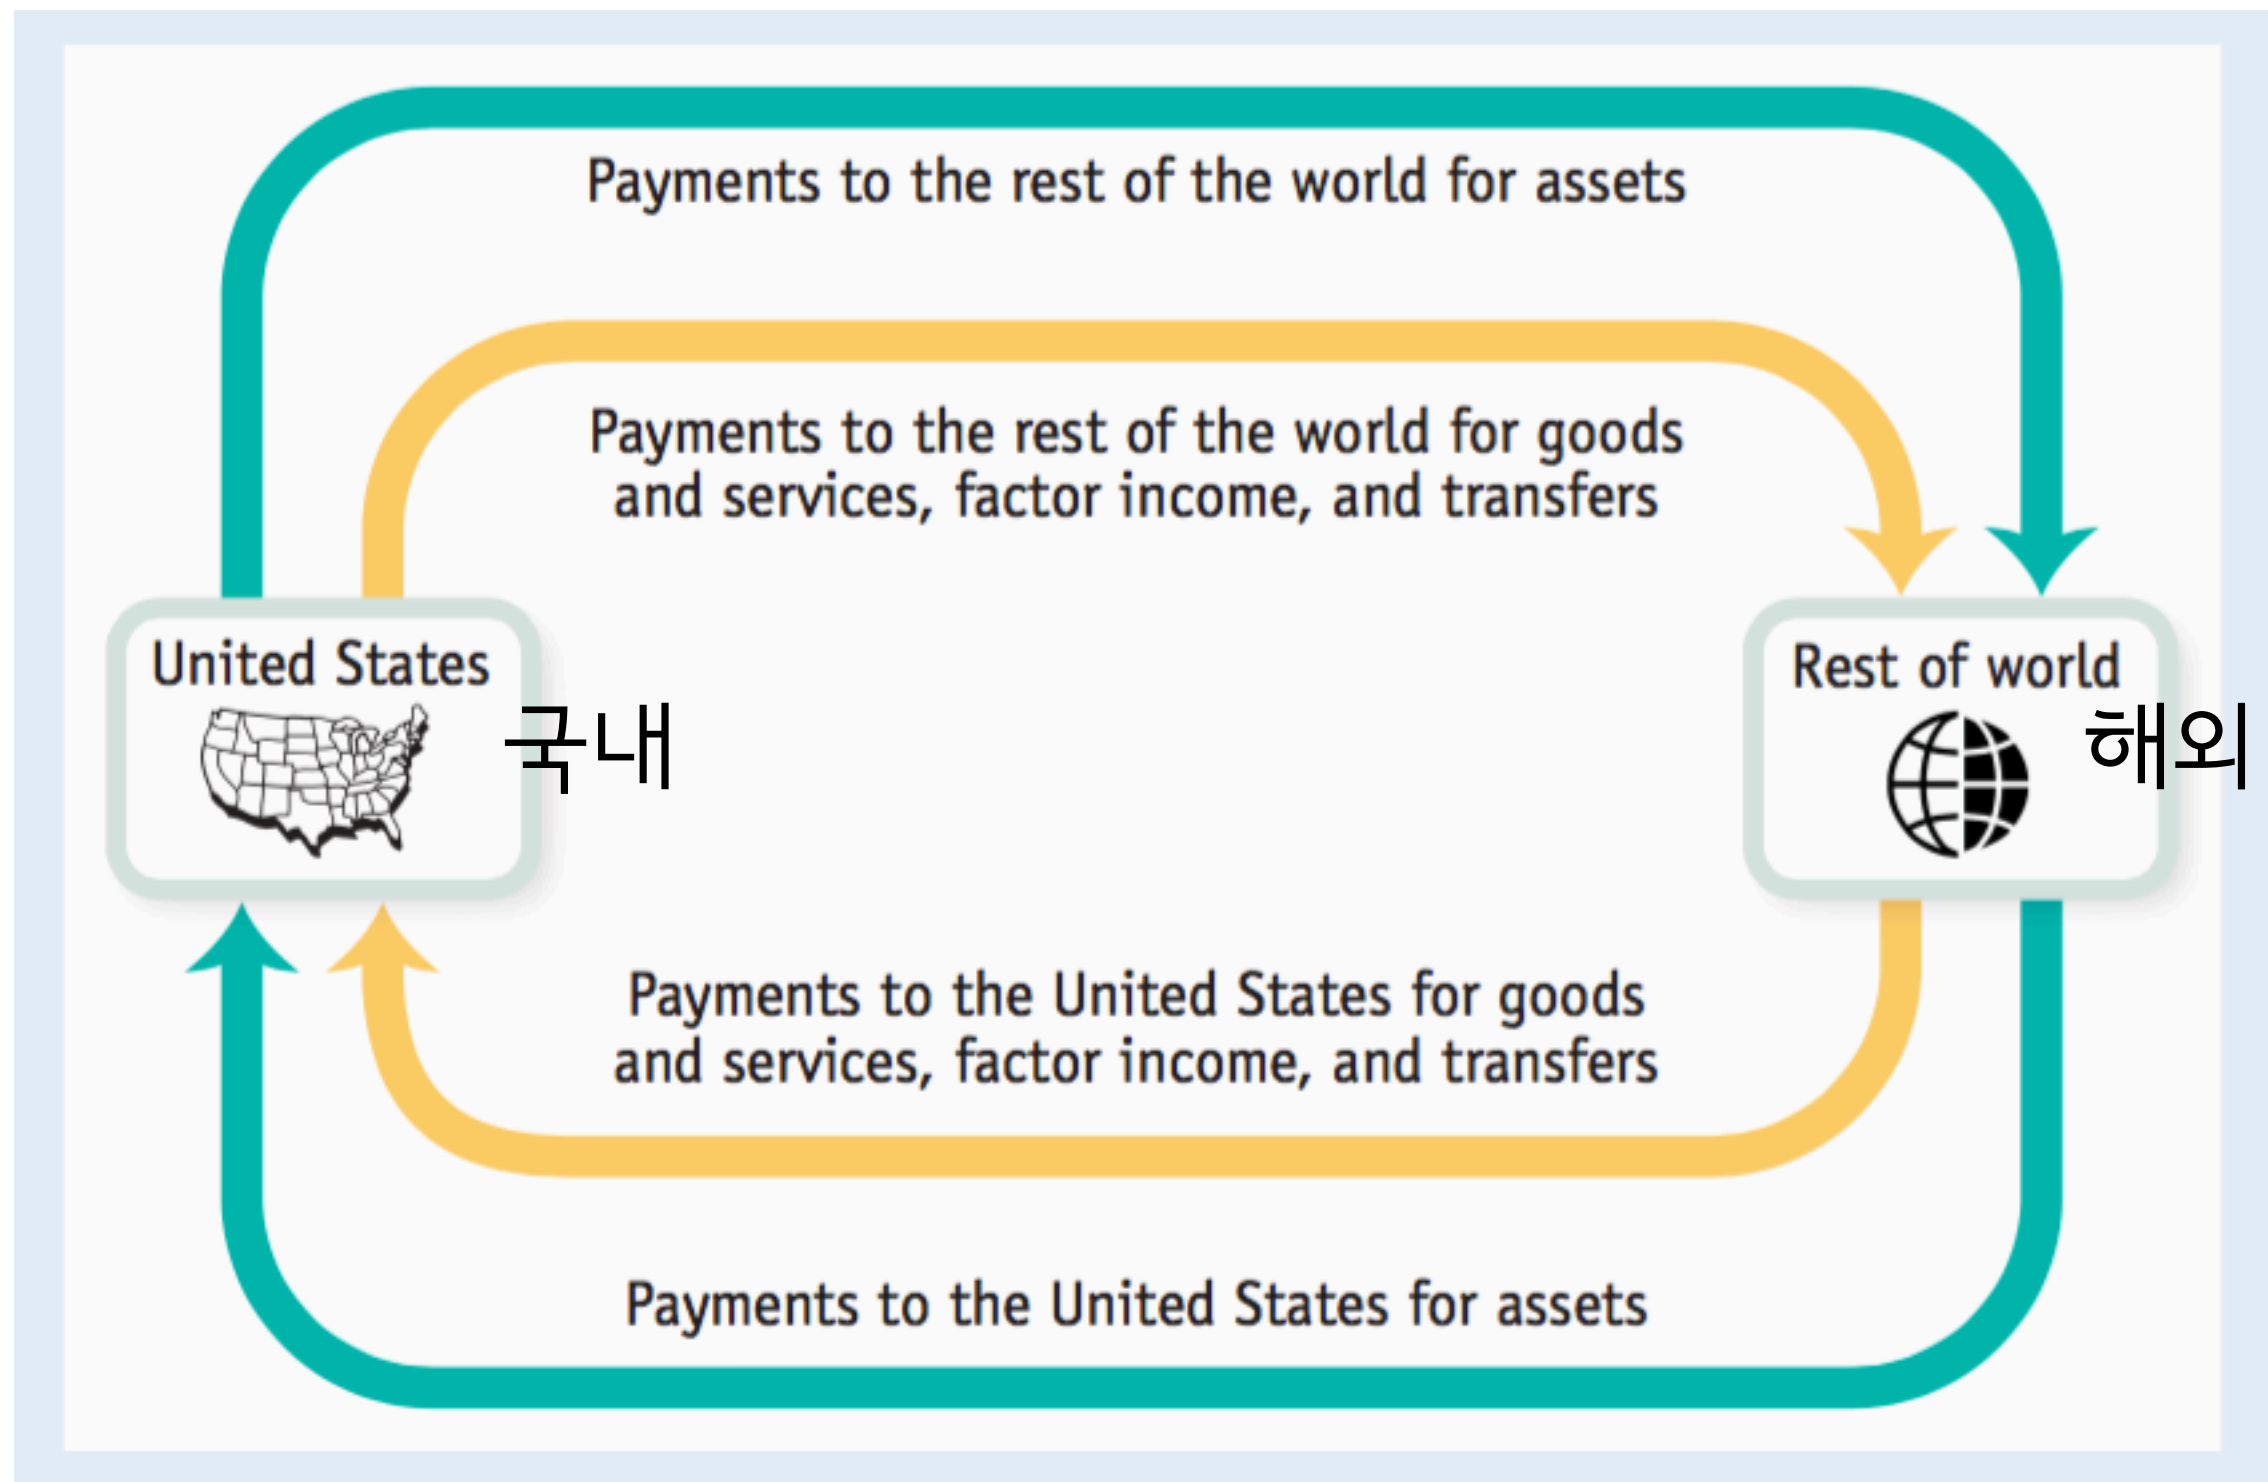 Payments to the rest of the world for assets
Payments to the rest of the world for goods
and services, factor income, and transfers
United States
국내
Rest of world
해외
Payments to the United States for goods
and services, factor income, and transfers
Payments to the United States for assets